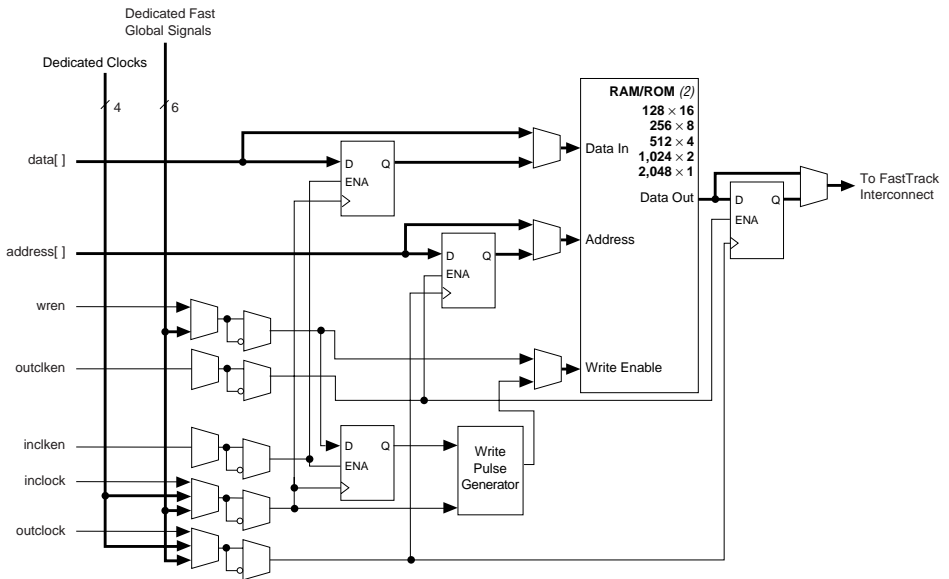 Dedicated Fast
Global Signals
Dedicated Clocks
4
6
RAM/ROM (2)
128 × 16
256 × 8
512 × 4
1,024 × 2
2,048 × 1
data[ ]
D
Q
ENA
Data In
Data Out
D
Q
ENA
To FastTrack
Interconnect
address[ ]
D
Q
ENA
Address
wren
outclken
Write Enable
inclken
D
Q
ENA
Write
Pulse
Generator
inclock
outclock